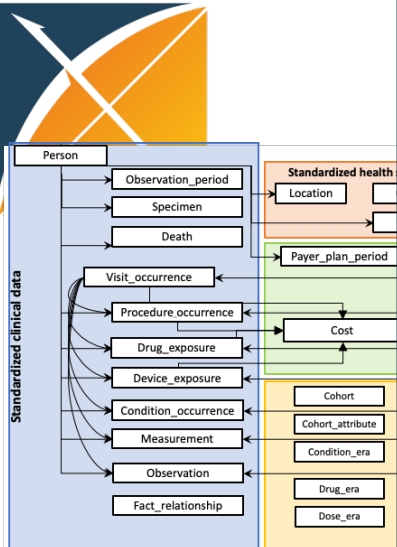 Person
Standardized clinical data
Observation_period
Specimen
Death
Visit_occurrence
Procedure_occurrence
Drug_exposure
Device_exposure
Condition_occurrence
Measurement
Observation
Fact_relationship
Standardized health
Location
Payer_plan_period
Cost
Cohort
Cohort_attribute
Condition_era
Drug_era
Dose_era